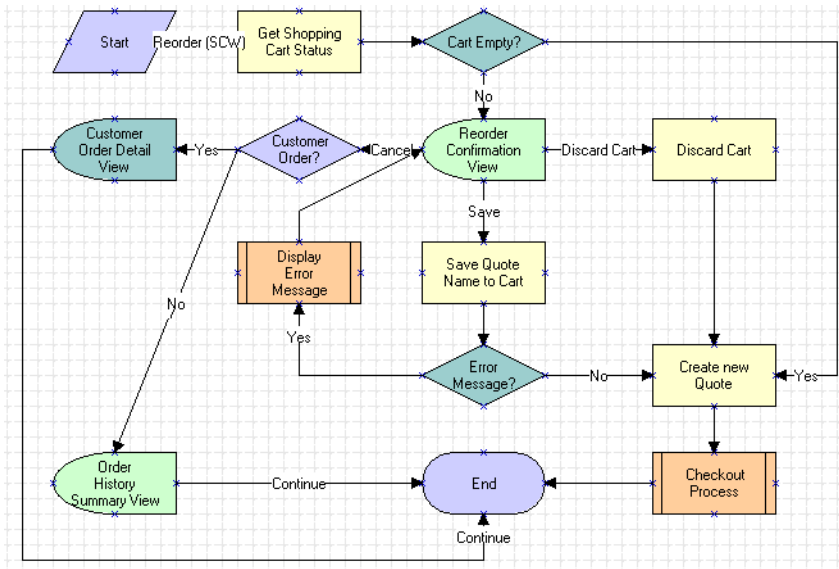 Start
Reorder (SCW)
Get Shopping
Cart Status
Cart Empty?
No
Customer
Order Detail
View
Yes
Customer
Order?
Cancel
Reorder
Confirmation
View
Discard Cart
Discard Cart
Save
Display
Error
Message
Save Quote
Name to Cart
No
Yes
Error
Message?
No
Create new
Quote
Yes
Order
History
Summary View
Continue
End
Checkout
Process
Continue